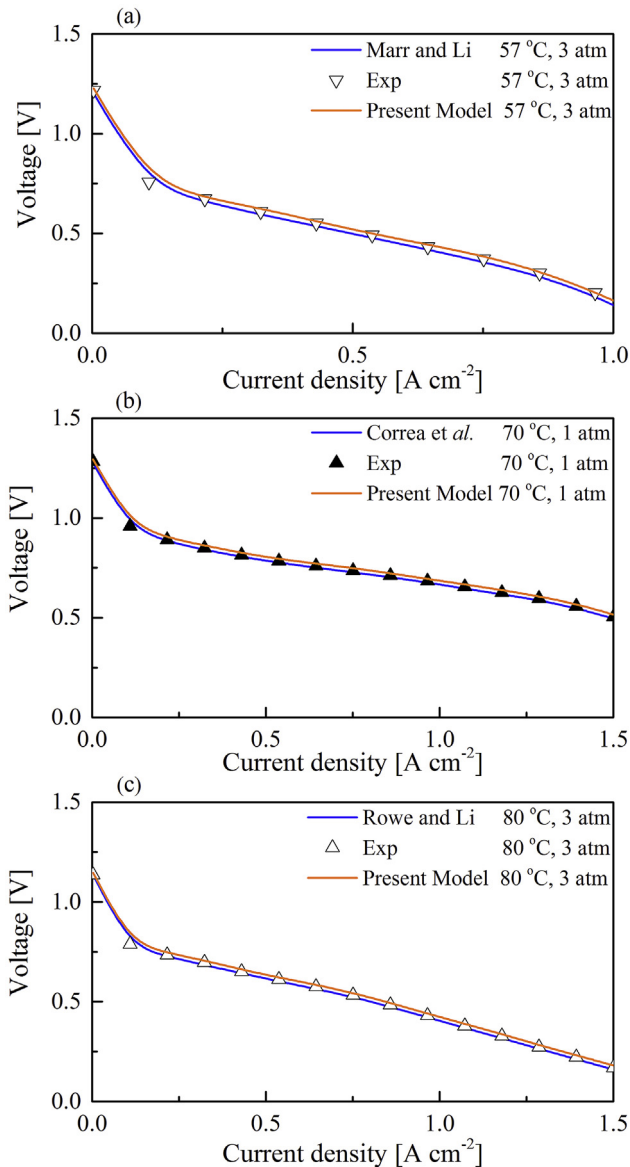 (a)
1.5
1.0
0.5
0.0
Voltage [V]
Marr and Li 57 °C, 3 atm
Exp 57 °C, 3 atm
Present Model 57 °C, 3 atm
0.0 0.5 1.0
Current density [A cm⁻²]
(b)
1.5
1.0
0.5
0.0
Voltage [V]
Correa et al. 70 °C, 1 atm
Exp 70 °C, 1 atm
Present Model 70 °C, 1 atm
0.0 0.5 1.0 1.5
Current density [A cm⁻²]
(c)
1.5
1.0
0.5
0.0
Voltage [V]
Rowe and Li 80 °C, 3 atm
Exp 80 °C, 3 atm
Present Model 80 °C, 3 atm
0.0 0.5 1.0 1.5
Current density [A cm⁻²]